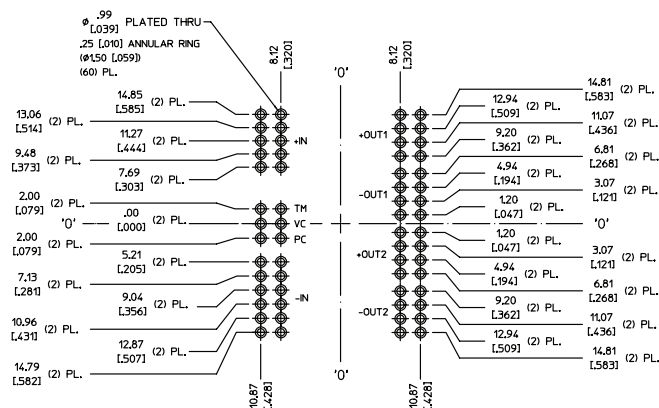 ø .99 [.039] PLATED THRU
.25 [.010] ANNULAR RING
(ø1.50 [.059])
(60) PL.
8.12 [.320]
8.12 [.320]
'0'
14.85 [.585] (2) PL.
13.06 [.514] (2) PL.
11.27 [.444] (2) PL.
+IN
9.48 [.373] (2) PL.
7.69 [.303] (2) PL.
2.00 [.079] (2) PL.
TM
'0'
.00 [.000] (2) PL.
VC
2.00 [.079] (2) PL.
PC
5.21 [.205] (2) PL.
7.13 [.281] (2) PL.
9.04 [.356] (2) PL.
-IN
10.96 [.431] (2) PL.
12.87 [.507] (2) PL.
14.79 [.582] (2) PL.
10.87 [.428]
14.81 [.583] (2) PL.
12.94 [.509] (2) PL.
+OUT1
11.07 [.436] (2) PL.
9.20 [.362] (2) PL.
6.81 [.268] (2) PL.
4.94 [.194] (2) PL.
-OUT1
3.07 [.121] (2) PL.
1.20 [.047] (2) PL.
'0'
1.20 [.047] (2) PL.
+OUT2
3.07 [.121] (2) PL.
4.94 [.194] (2) PL.
6.81 [.268] (2) PL.
9.20 [.362] (2) PL.
-OUT2
11.07 [.436] (2) PL.
12.94 [.509] (2) PL.
14.81 [.583] (2) PL.
'0'
10.87 [.428]